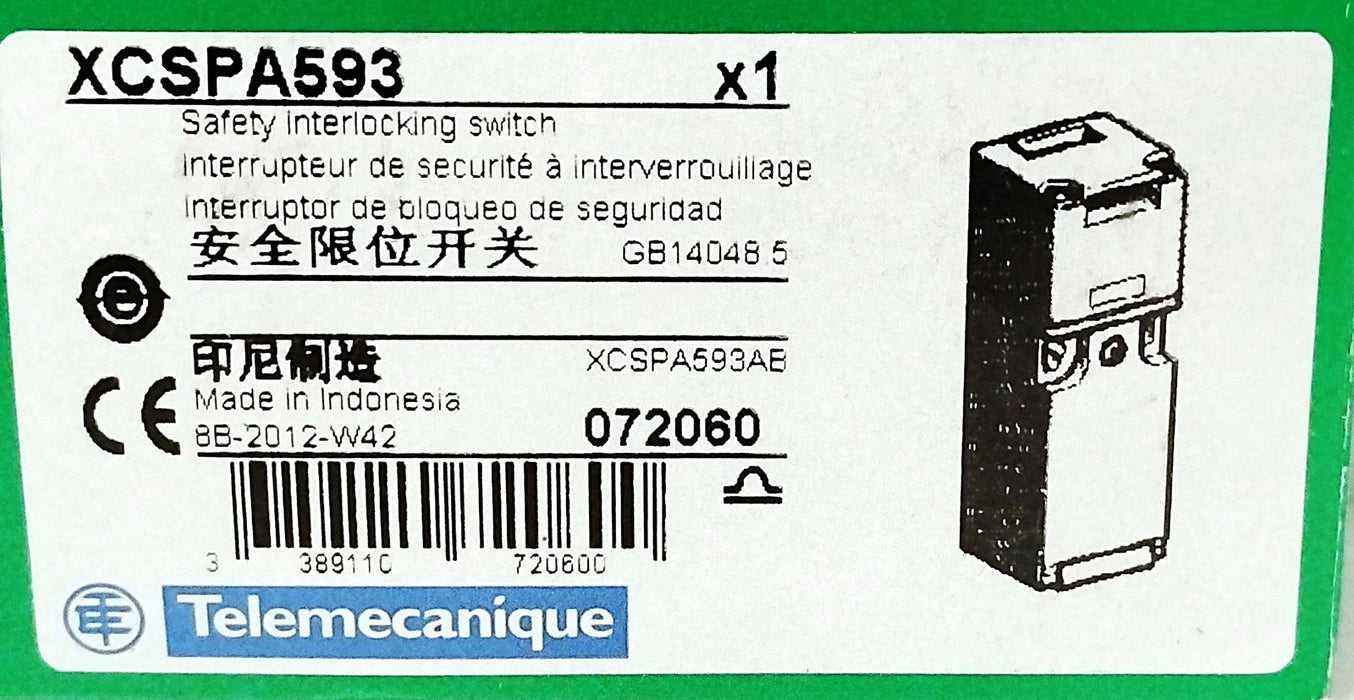 XCSPA593 x1
Safety interlocking switch
Interrupteur de securité à interverrouillage
Interruptor de bloqueo de seguridad
安全限位开关 GB14048.5
e
印尼制造 XCSPA593AB
CE
Made in Indonesia
8B-2012-W42 072060
3 389110 720600
TE Telemecanique